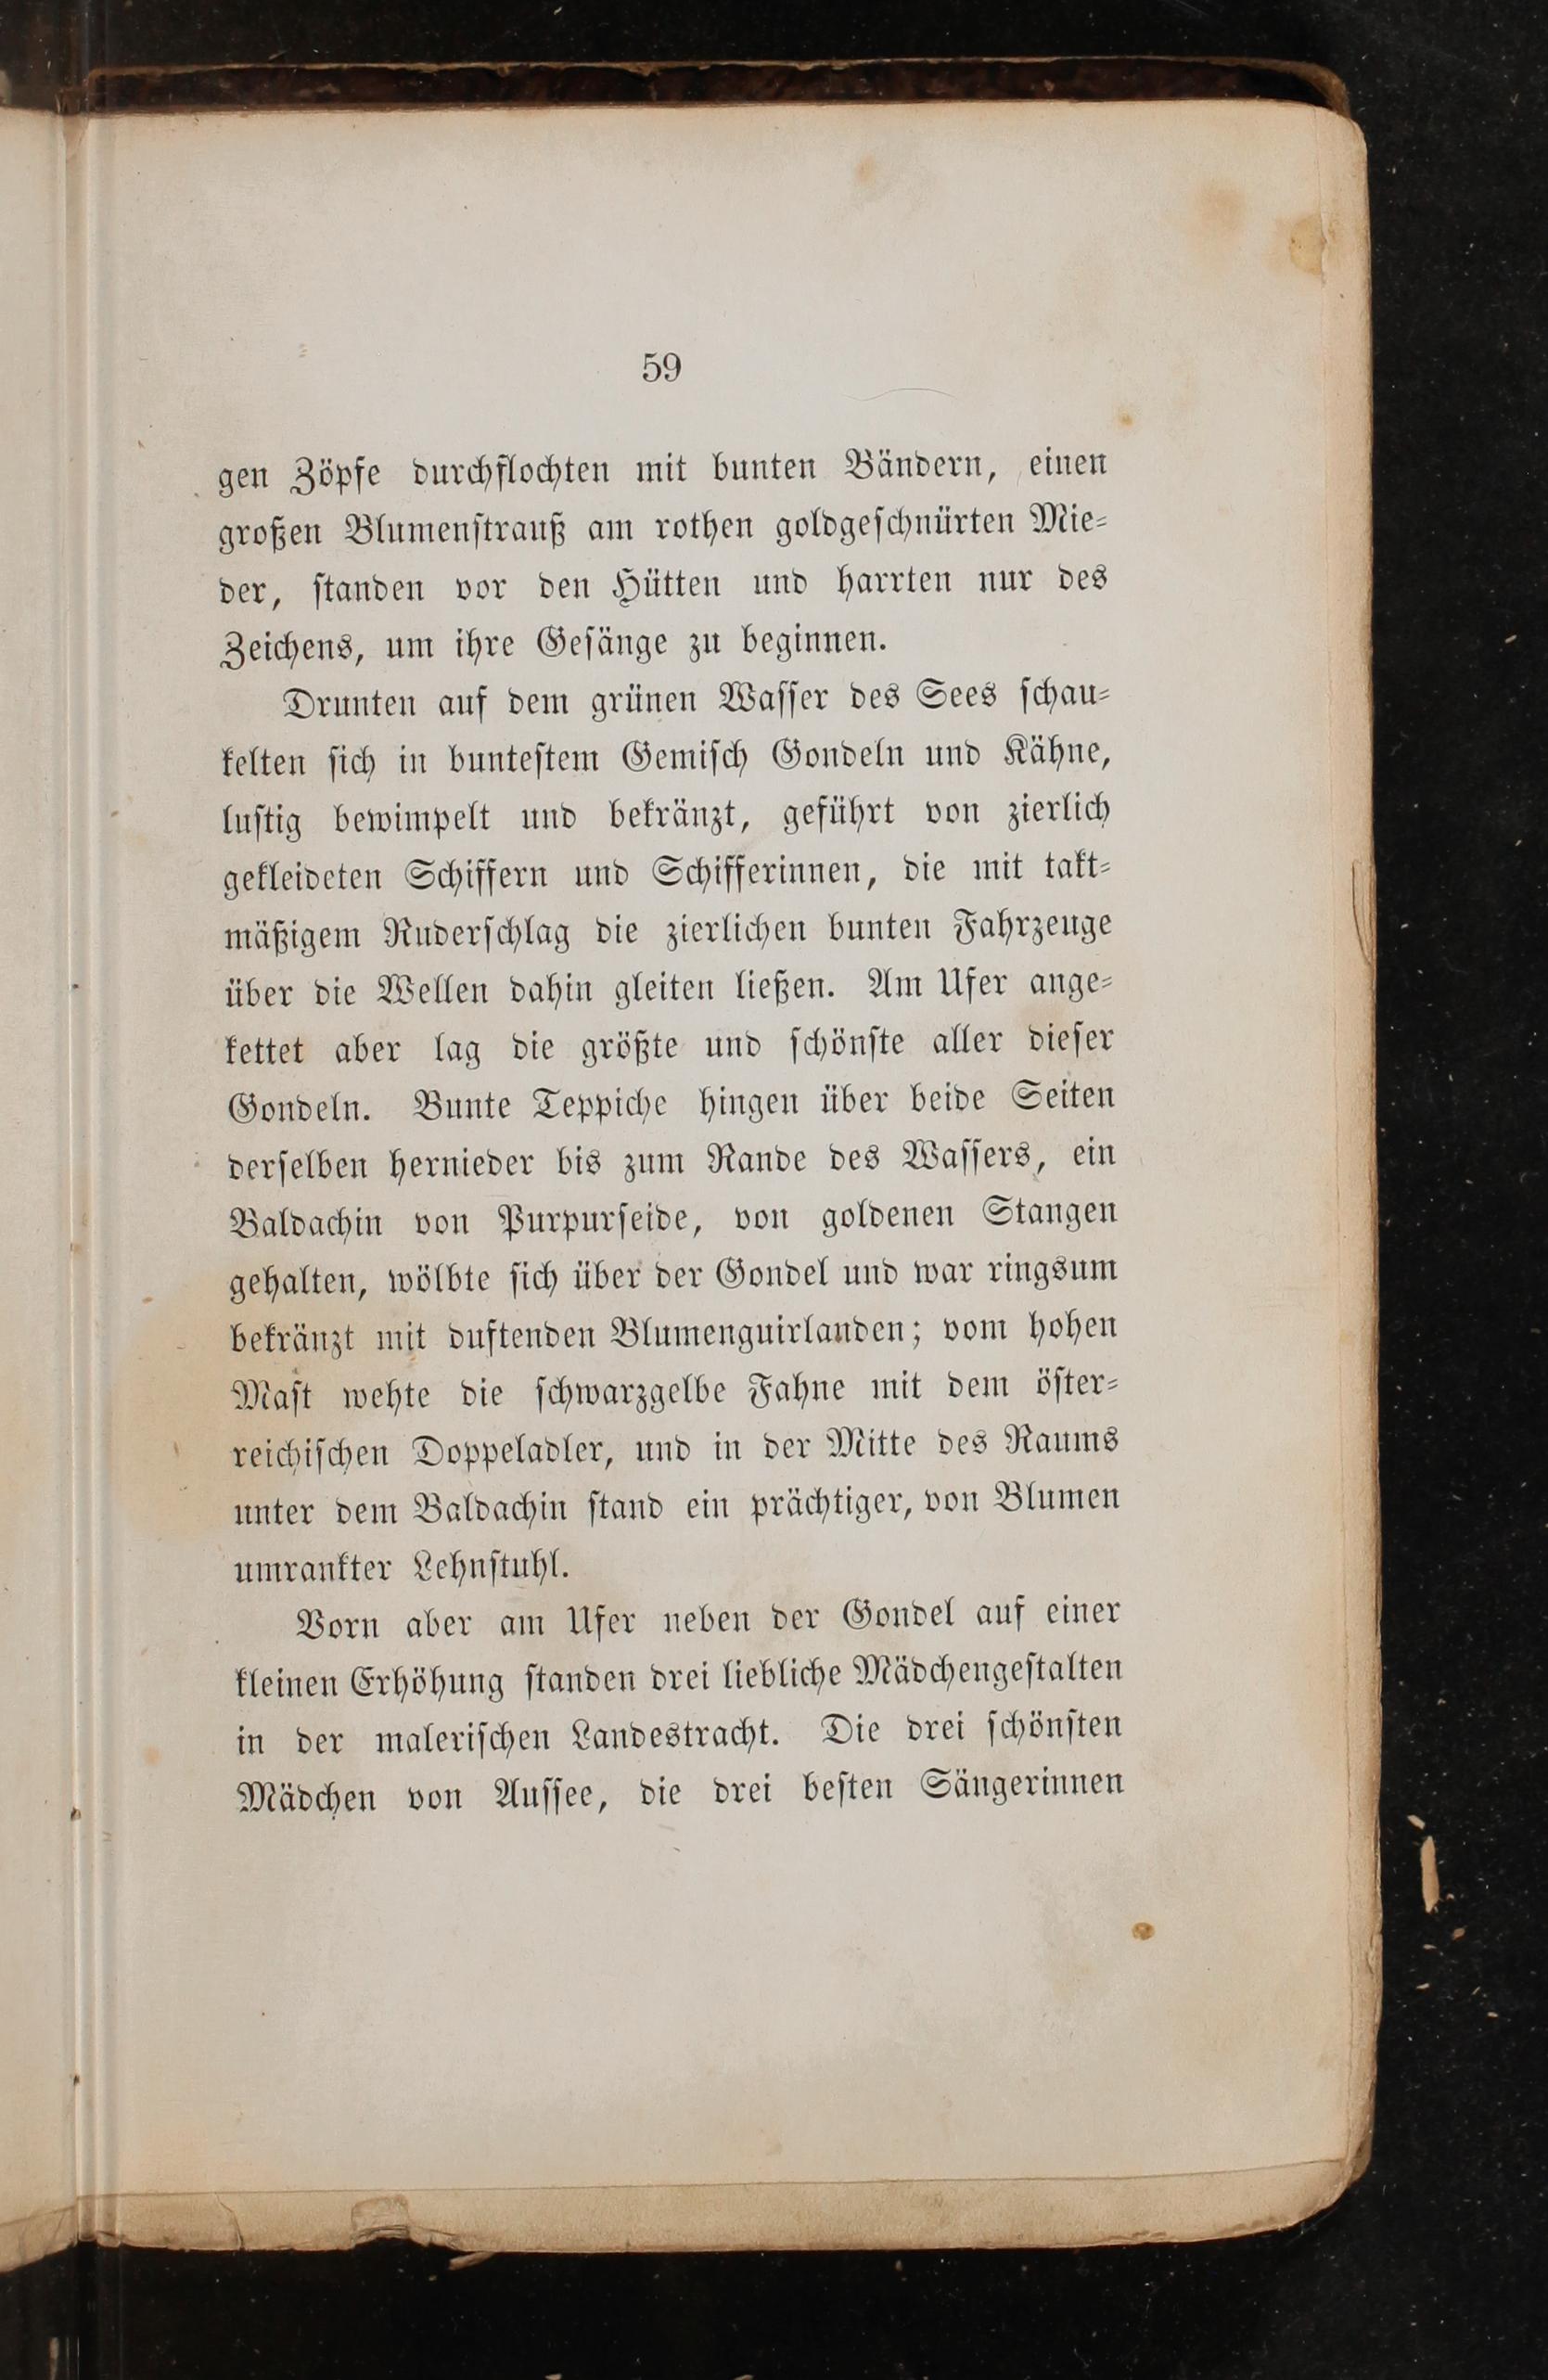 59
gen Zöpfe durchflochten mit bunten Bändern, einen
großen Blumenſtrauß am rothen goldgeſchnürten Mie⸗
der, ſtanden vor den Hütten und harrten nur des
Zeichens, um ihre Geſänge zu beginnen.
Drunten auf dem grünen Waſſer des Sees ſchau⸗
kelten ſich in bunteſtem Gemiſch Gondeln und Kähne,
luſtig bewimpelt und bekränzt, geführt von zierlich
gekleideten Schiffern und Schifferinnen, die mit takt⸗
mäßigem Ruderſchlag die zierlichen bunten Fahrzeuge
über die Wellen dahin gleiten ließen. Am Ufer ange⸗
kettet aber lag die größte und ſchönſte aller dieſer
Gondeln. Bunte Teppiche hingen über beide Seiten
derſelben hernieder bis zum Rande des Waſſers, ein
Baldachin von Purpurſeide, von goldenen Stangen
gehalten, wölbte ſich über der Gondel und war ringsum
bekränzt mit duftenden Blumenguirlanden; vom hohen
Maſt wehte die ſchwarzgelbe Fahne mit dem öſter⸗
reichiſchen Doppeladler, und in der Mitte des Raums
unter dem Baldachin ſtand ein prächtiger, von Blumen
umrankter Lehnſtuhl.
Vorn aber am Ufer neben der Gondel auf einer
kleinen Erhöhung ſtanden drei liebliche Mädchengeſtalten
in der maleriſchen Landestracht. Die drei ſchönſten
Mädchen von Auſſee, die drei beſten Sängerinnen